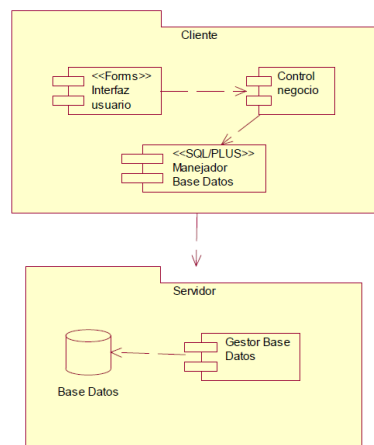 Cliente
<<Forms>>
Interfaz
usuario
Control
negocio
<<SQL/PLUS>>
Manejador
Base Datos
Servidor
Gestor Base
Datos
Base Datos